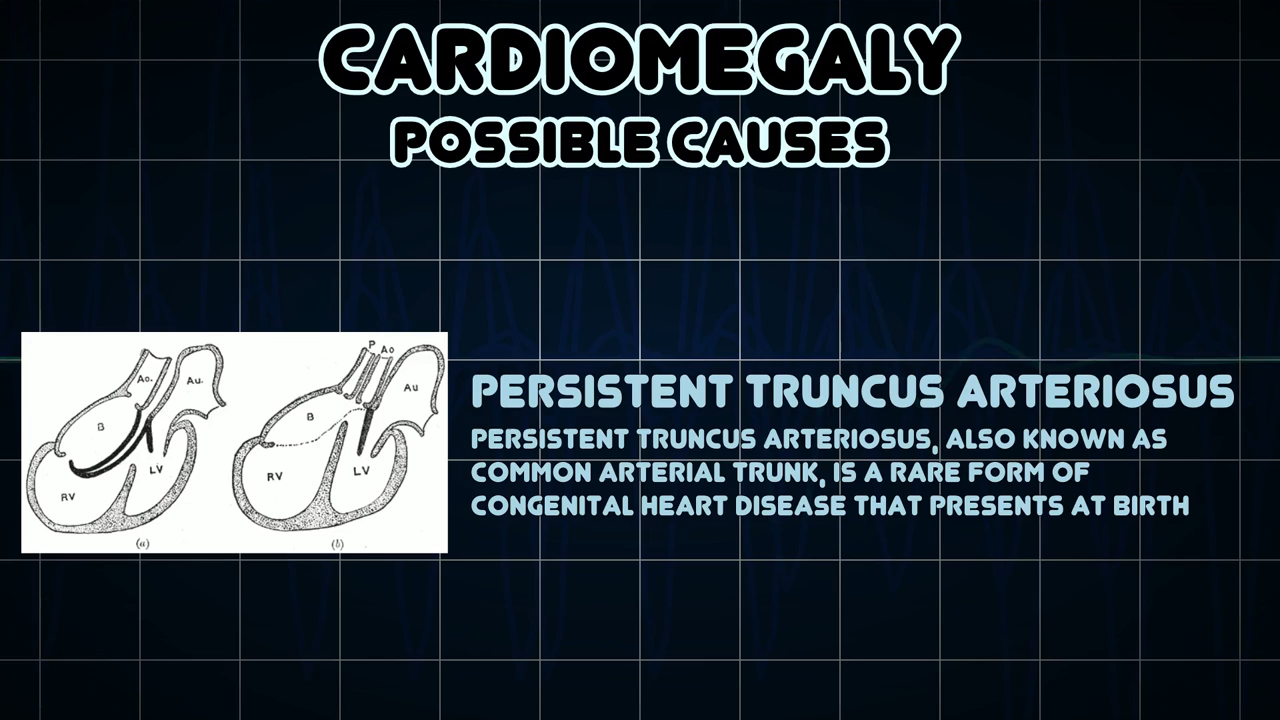 CARDIOMEGALY
POSSIBLE CAUSES
Ao.
Au.
B
LV
RV
(a)
P
Ao
Au
B
RV
LV
(b)
PERSISTENT TRUNCUS ARTERIOSUS
PERSISTENT TRUNCUS ARTERIOSUS, ALSO KNOWN AS
COMMON ARTERIAL TRUNK, IS A RARE FORM OF
CONGENITAL HEART DISEASE THAT PRESENTS AT BIRTH